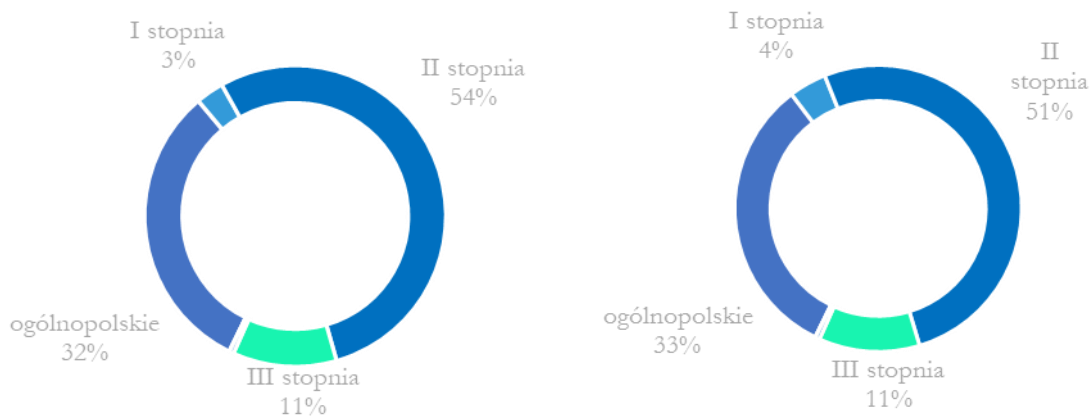 I stopnia
3%
II stopnia
54%
ogólnopolskie
32%
III stopnia
11%
I stopnia
4%
II
stopnia
51%
ogólnopolskie
33%
III stopnia
11%